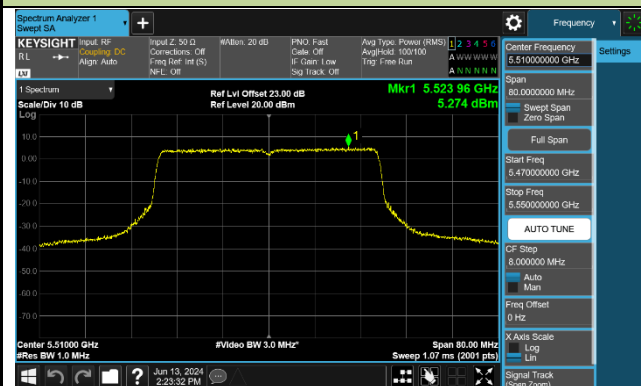 Spectrum Analyzer 1
Swept SA
Frequency
KEYSIGHT
RL
LXI
Input: RF
Coupling: DC
Align: Auto
Input Z: 50 Ω
Corrections: Off
Freq Ref: Int (S)
NFE: Off
#Atten: 20 dB
PNO: Fast
Gate: Off
IF Gain: Low
Sig Track: Off
Avg Type: Power (RMS)
Avg|Hold: 100/100
Trig: Free Run
1 2 3 4 5 6
A W W W W W
A N N N N N
1 Spectrum
Scale/Div 10 dB
Log
Ref Lvl Offset 23.00 dB
Ref Level 20.00 dBm
Mkr1 5.523 96 GHz
5.274 dBm
1
10.0
0.00
-10.0
-20.0
-30.0
-40.0
-50.0
-60.0
-70.0
Center 5.51000 GHz
#Res BW 1.0 MHz
#Video BW 3.0 MHz*
Span 80.00 MHz
Sweep 1.07 ms (2001 pts)
Jun 13, 2024
2:23:32 PM
Center Frequency
5.510000000 GHz
Span
80.0000000 MHz
Swept Span
Zero Span
Full Span
Start Freq
5.470000000 GHz
Stop Freq
5.550000000 GHz
AUTO TUNE
CF Step
8.000000 MHz
Auto
Man
Freq Offset
0 Hz
X Axis Scale
Log
Lin
Signal Track
(Span Zoom)
Settings